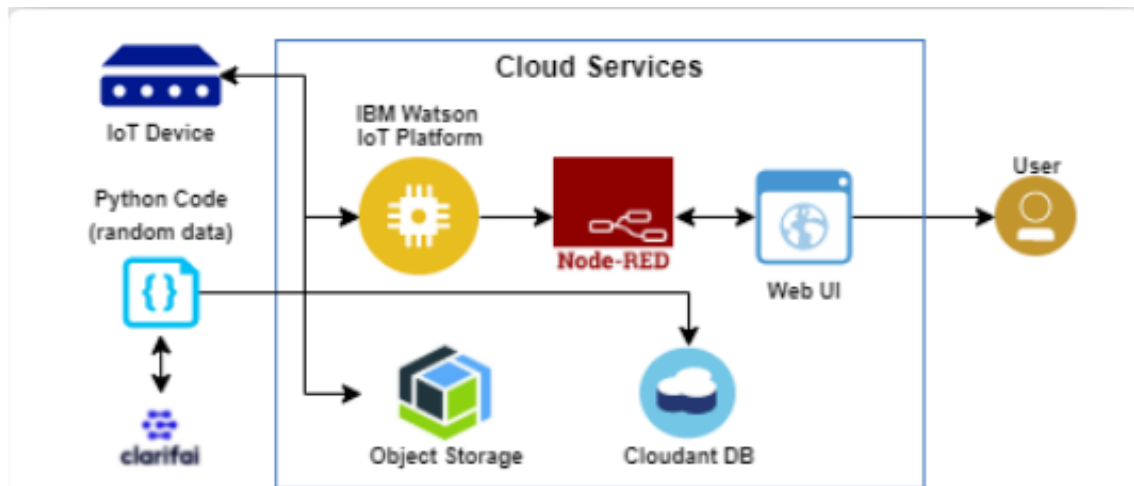 Cloud Services
IoT Device
IBM Watson
IoT Platform
User
Python Code
(random data)
{}
Node-RED
Web UI
clarifai
Object Storage
Cloudant DB